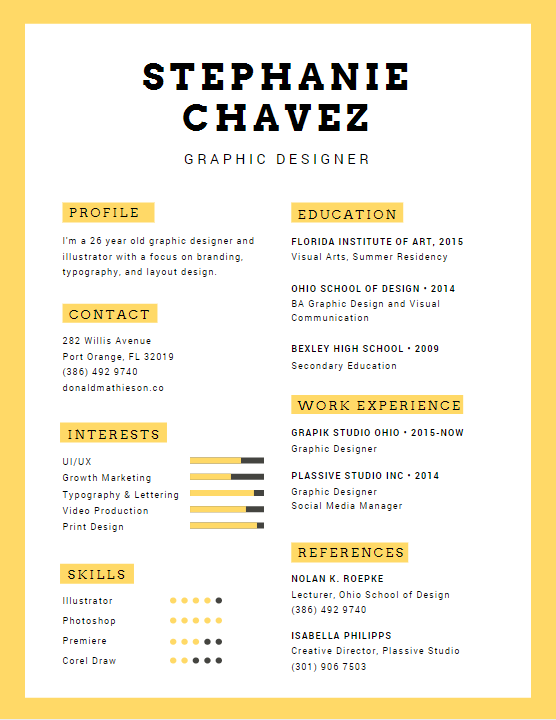 STEPHANIE
CHAVEZ
GRAPHIC DESIGNER
PROFILE
I'm a 26 year old graphic designer and
illustrator with a focus on branding,
typography, and layout design.
CONTACT
282 Willis Avenue
Port Orange, FL 32019
(386) 492 9740
donaldmathieson.co
INTERESTS
UI/UX
Growth Marketing
Typography & Lettering
Video Production
Print Design
SKILLS
Illustrator
Photoshop
Premiere
Corel Draw
EDUCATION
FLORIDA INSTITUTE OF ART, 2015
Visual Arts, Summer Residency
OHIO SCHOOL OF DESIGN • 2014
BA Graphic Design and Visual
Communication
BEXLEY HIGH SCHOOL • 2009
Secondary Education
WORK EXPERIENCE
GRAPIK STUDIO OHIO • 2015-NOW
Graphic Designer
PLASSIVE STUDIO INC • 2014
Graphic Designer
Social Media Manager
REFERENCES
NOLAN K. ROEPKE
Lecturer, Ohio School of Design
(386) 492 9740
ISABELLA PHILIPPS
Creative Director, Plassive Studio
(301) 906 7503